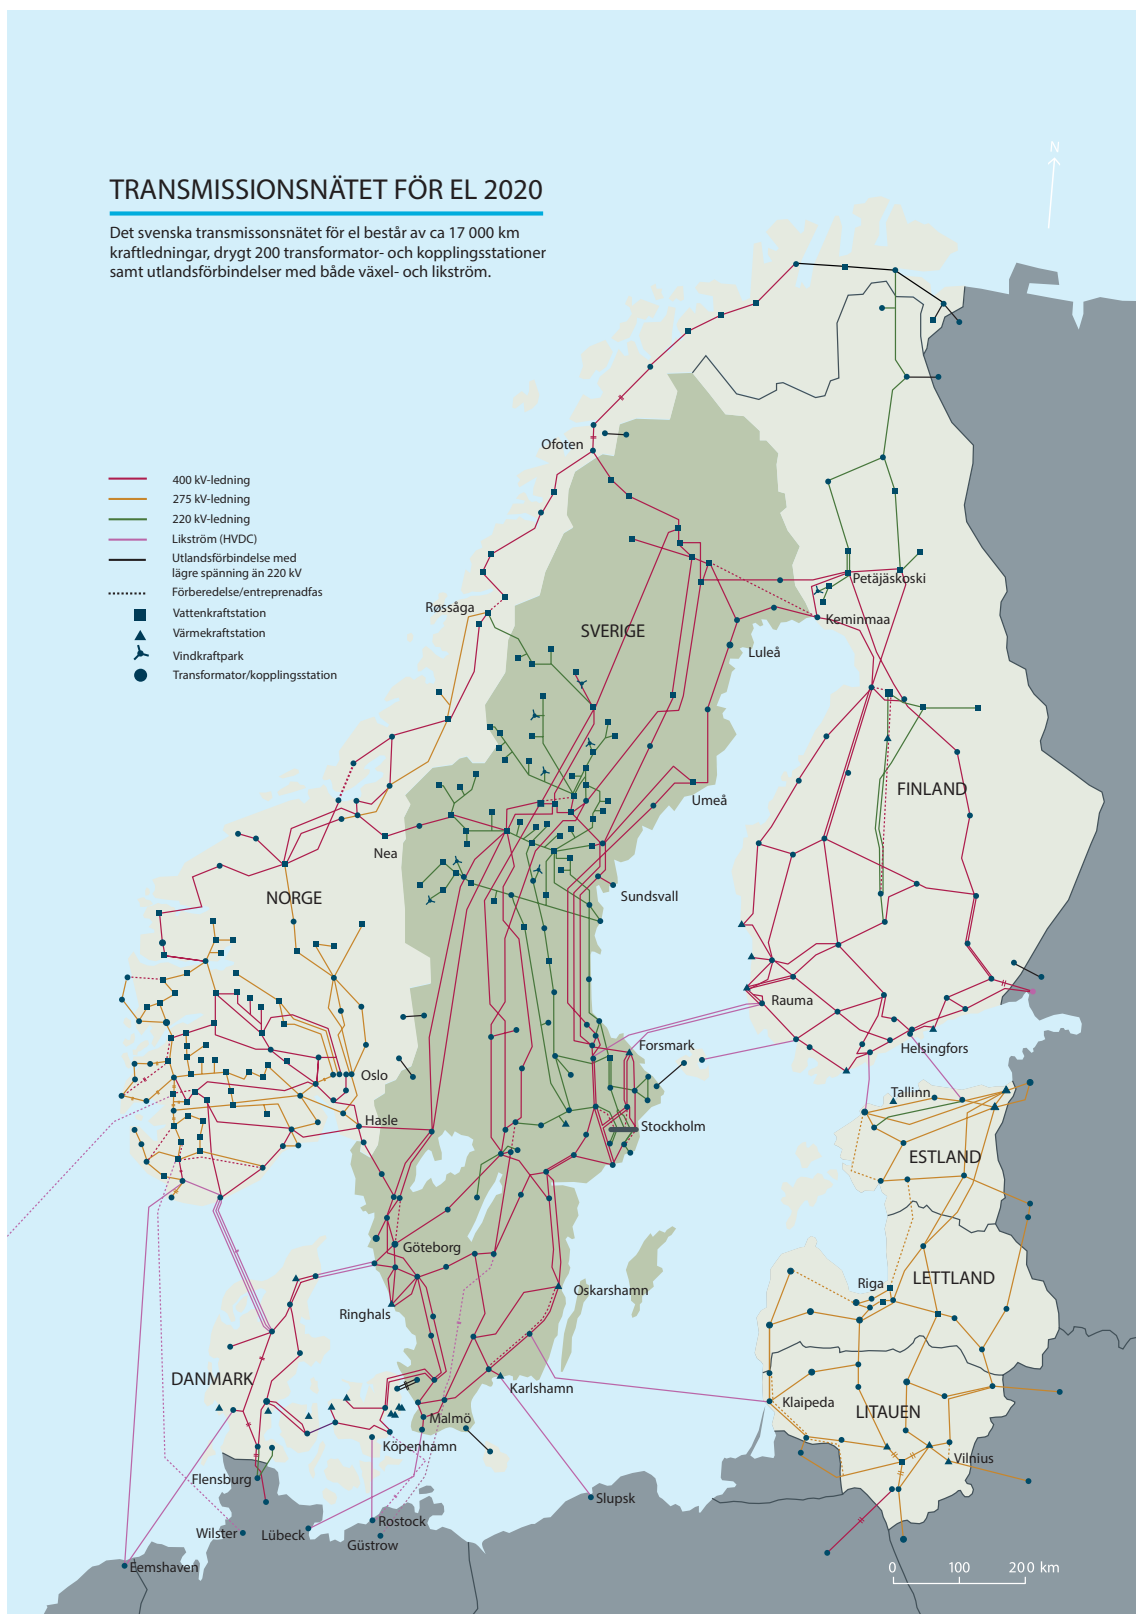 N
TRANSMISSIONSNÄTET FÖR EL 2020
Det svenska transmissonsnätet för el består av ca 17 000 km
kraftledningar, drygt 200 transformator- och kopplingsstationer
samt utlandsförbindelser med både växel- och likström.
400 kV-ledning
275 kV-ledning
220 kV-ledning
Likström (HVDC)
Utlandsförbindelse med
lägre spänning än 220 kV
Förberedelse/entreprenadfas
Vattenkraftstation
Värmekraftstation
Vindkraftpark
Transformator/kopplingsstation
Ofoten
Røssåga
SVERIGE
Petäjäskoski
Keminmaa
Luleå
FINLAND
Umeå
Nea
NORGE
Sundsvall
Rauma
Forsmark
Helsingfors
Oslo
Tallinn
Hasle
Stockholm
ESTLAND
Göteborg
LETTLAND
Riga
Oskarshamn
Ringhals
DANMARK
Karlshamn
Klaipeda
LITAUEN
Malmö
Köpenhamn
Vilnius
Flensburg
Slupsk
Wilster
Lübeck
Rostock
Güstrow
Eemshaven
0 100 200 km